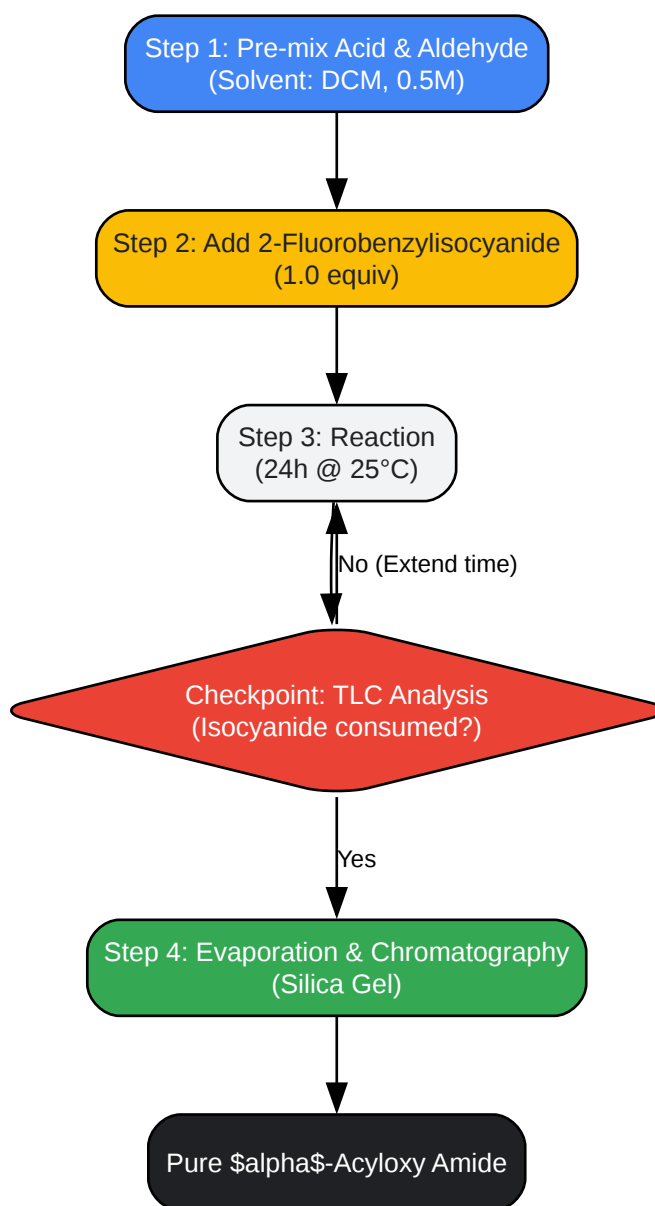 Step 1: Pre-mix Acid & Aldehyde
(Solvent: DCM, 0.5M)
Step 2: Add 2-Fluorobenzylisocyanide
(1.0 equiv)
Step 3: Reaction
(24h @ 25°C)
No (Extend time)
Checkpoint: TLC Analysis
(Isocyanide consumed?)
Yes
Step 4: Evaporation & Chromatography
(Silica Gel)
Pure $alpha$-Acyloxy Amide